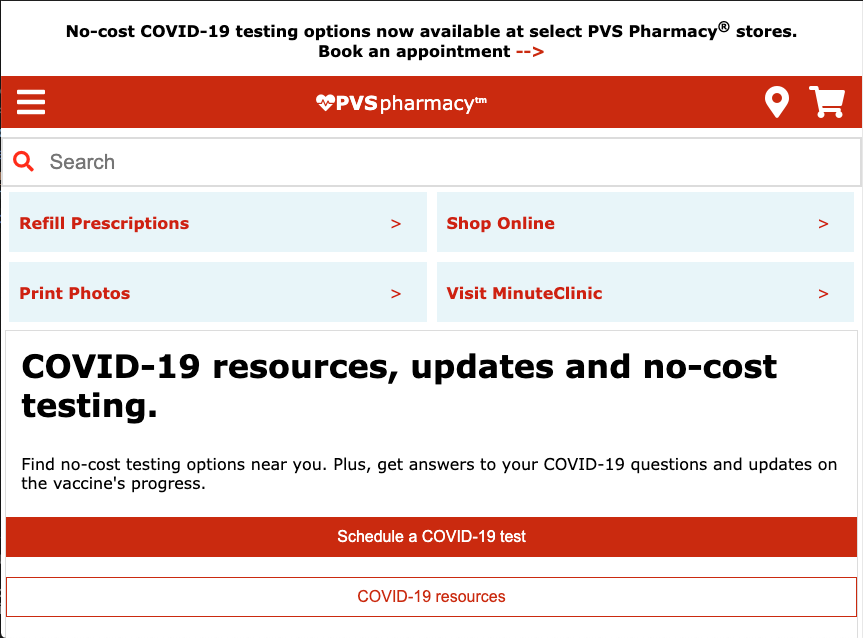 No-cost COVID-19 testing options now available at select PVS Pharmacy® stores.
Book an appointment -->
PVS pharmacy™
Search
Refill Prescriptions >
Shop Online >
Print Photos >
Visit MinuteClinic >
COVID-19 resources, updates and no-cost
testing.
Find no-cost testing options near you. Plus, get answers to your COVID-19 questions and updates on
the vaccine's progress.
Schedule a COVID-19 test
COVID-19 resources